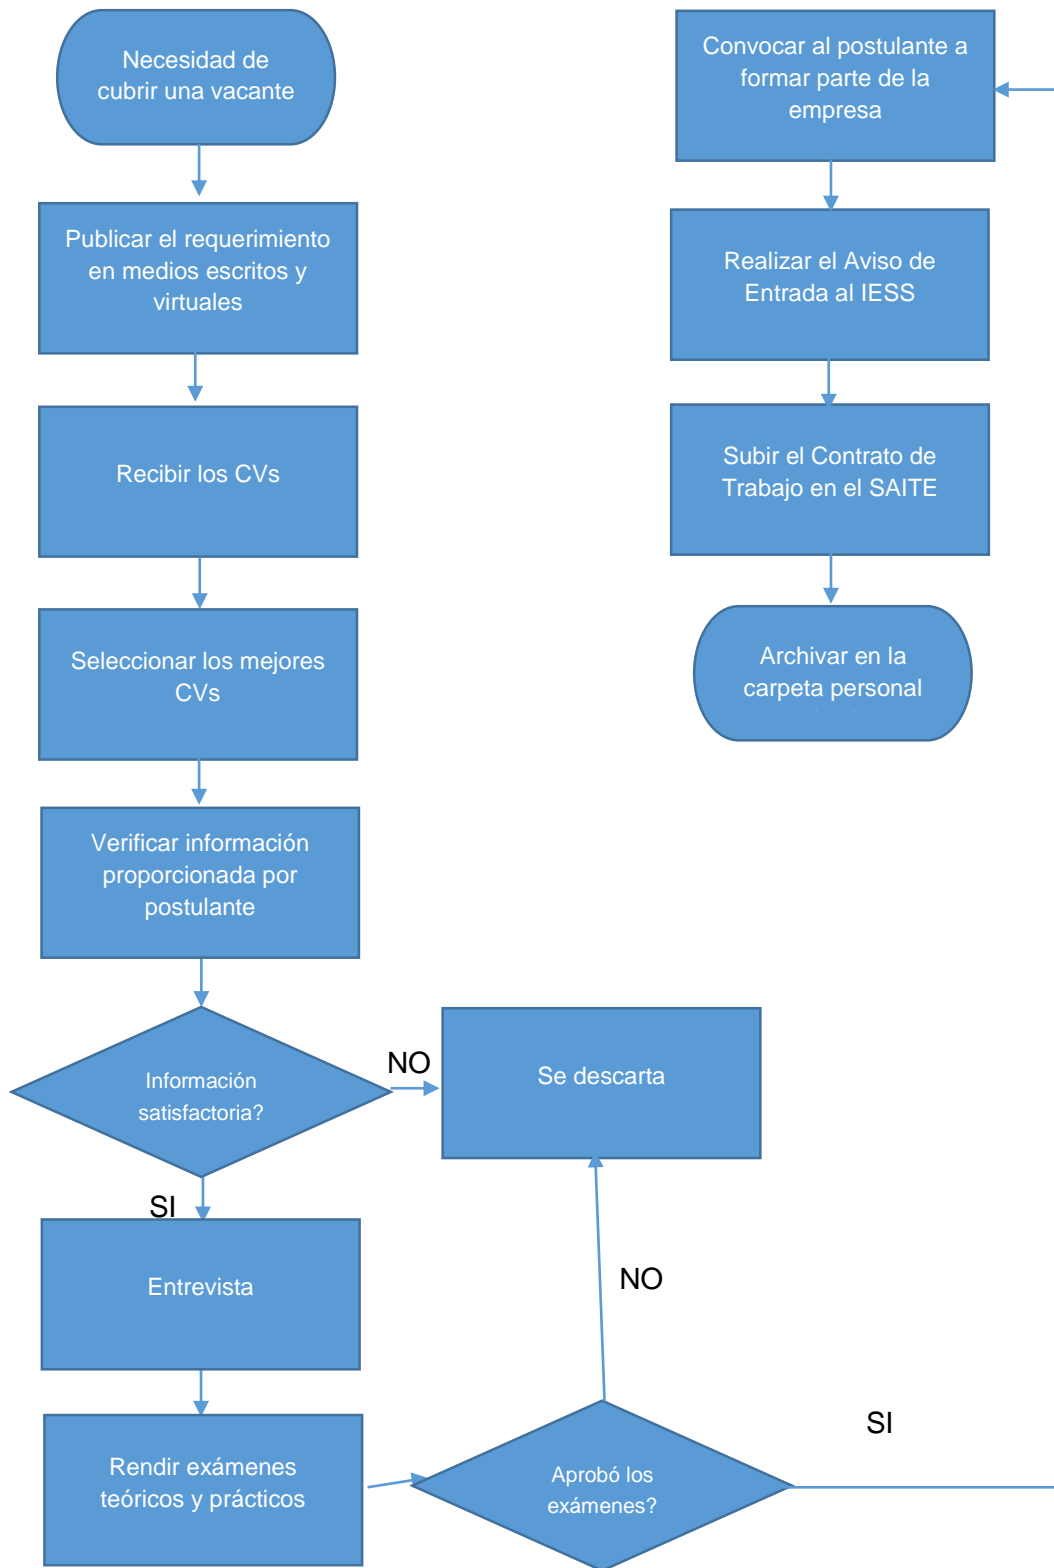 Necesidad de
cubrir una vacante
Publicar el requerimiento
en medios escritos y
virtuales
Recibir los CVs
Seleccionar los mejores
CVs
Verificar información
proporcionada por
postulante
Información
satisfactoria?
NO
Se descarta
SI
Entrevista
Rendir exámenes
teóricos y prácticos
Aprobó los
exámenes?
NO
SI
Convocar al postulante a
formar parte de la
empresa
Realizar el Aviso de
Entrada al IESS
Subir el Contrato de
Trabajo en el SAITE
Archivar en la
carpeta personal